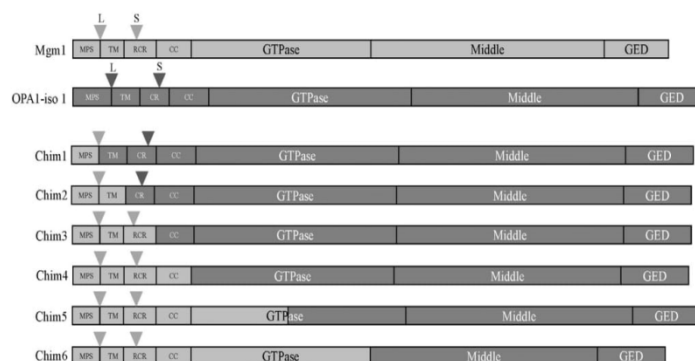 L S
Mgm1 MPS TM RCR CC GTPase Middle GED
L S
OPA1-iso 1 MPS TM CR CC GTPase Middle GED
Chim1 MPS TM CR CC GTPase Middle GED
Chim2 MPS TM CR CC GTPase Middle GED
Chim3 MPS TM RCR CC GTPase Middle GED
Chim4 MPS TM RCR CC GTPase Middle GED
Chim5 MPS TM RCR CC GTPase Middle GED
Chim6 MPS TM RCR CC GTPase Middle GED